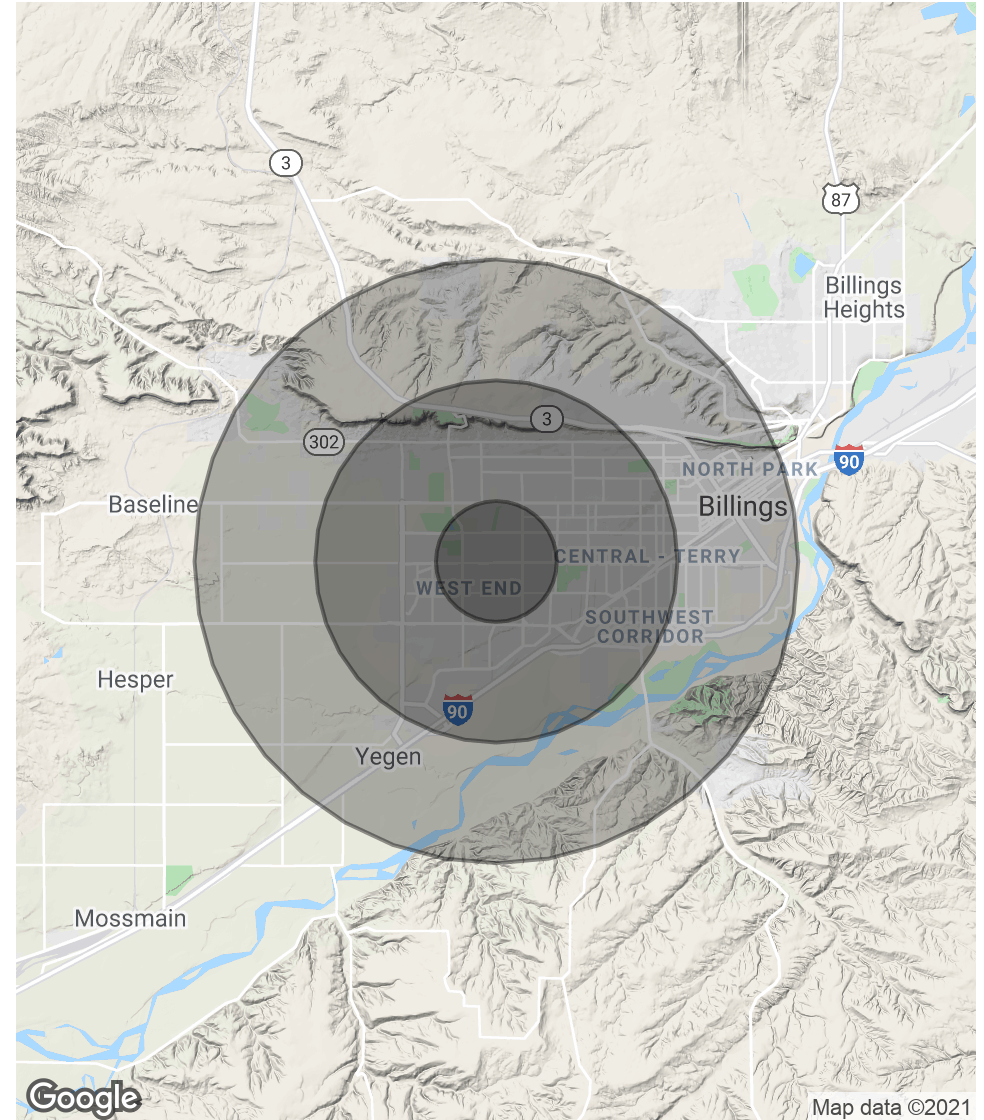 3
87
Billings
Heights
3
302
90
NORTH PARK
Baseline
Billings
CENTRAL - TERRY
WEST END
SOUTHWEST
CORRIDOR
Hesper
90
Yegen
Mossmain
Google
Map data ©2021